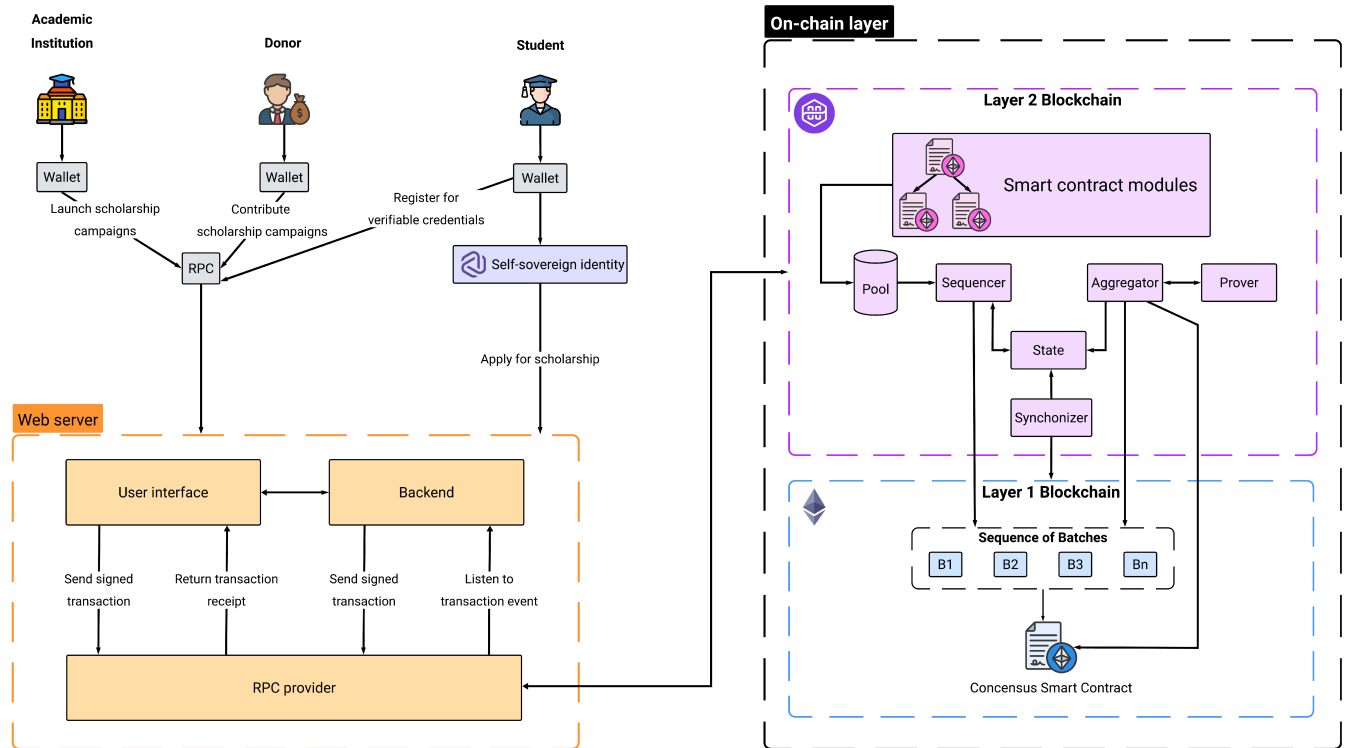 Academic
Institution
Donor
Student
Wallet
Wallet
Wallet
Launch scholarship
campaigns
Contribute
scholarship campaigns
Register for
verifiable credentials
RPC
Self-sovereign identity
Apply for scholarship
Web server
User interface
Backend
Send signed
transaction
Return transaction
receipt
Send signed
transaction
Listen to
transaction event
RPC provider
On-chain layer
Layer 2 Blockchain
Smart contract modules
Pool
Sequencer
Aggregator
Prover
State
Synchonizer
Layer 1 Blockchain
Sequence of Batches
B1
B2
B3
Bn
Concensus Smart Contract
$